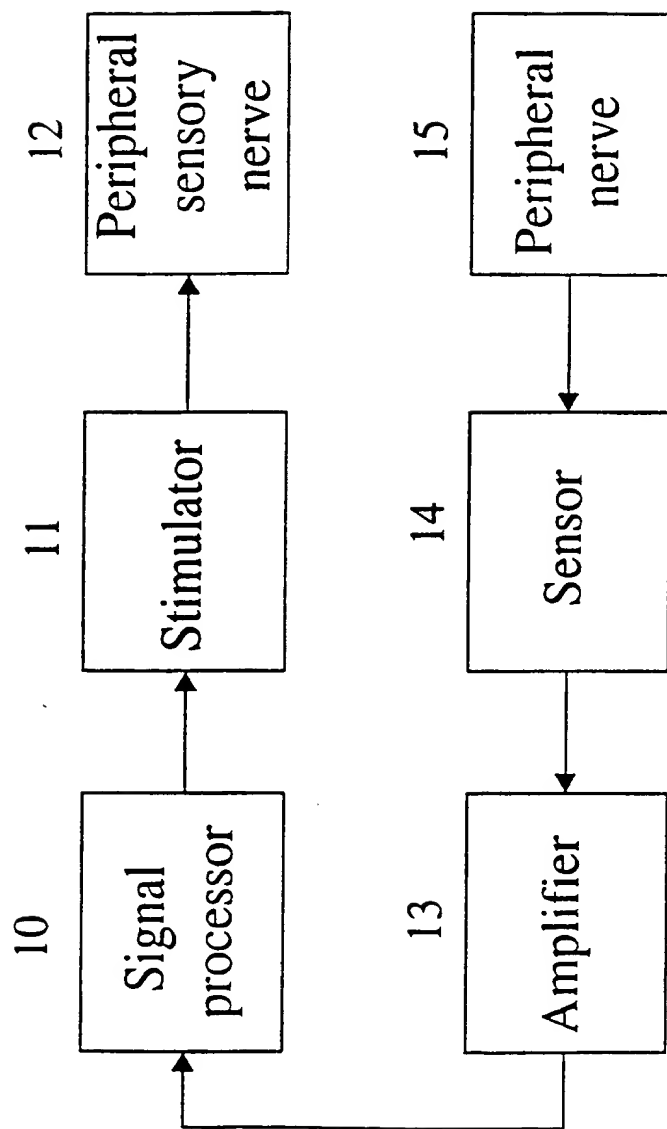 10
Signal
processor
11
Stimulator
12
Peripheral
sensory
nerve
13
Amplifier
14
Sensor
15
Peripheral
nerve